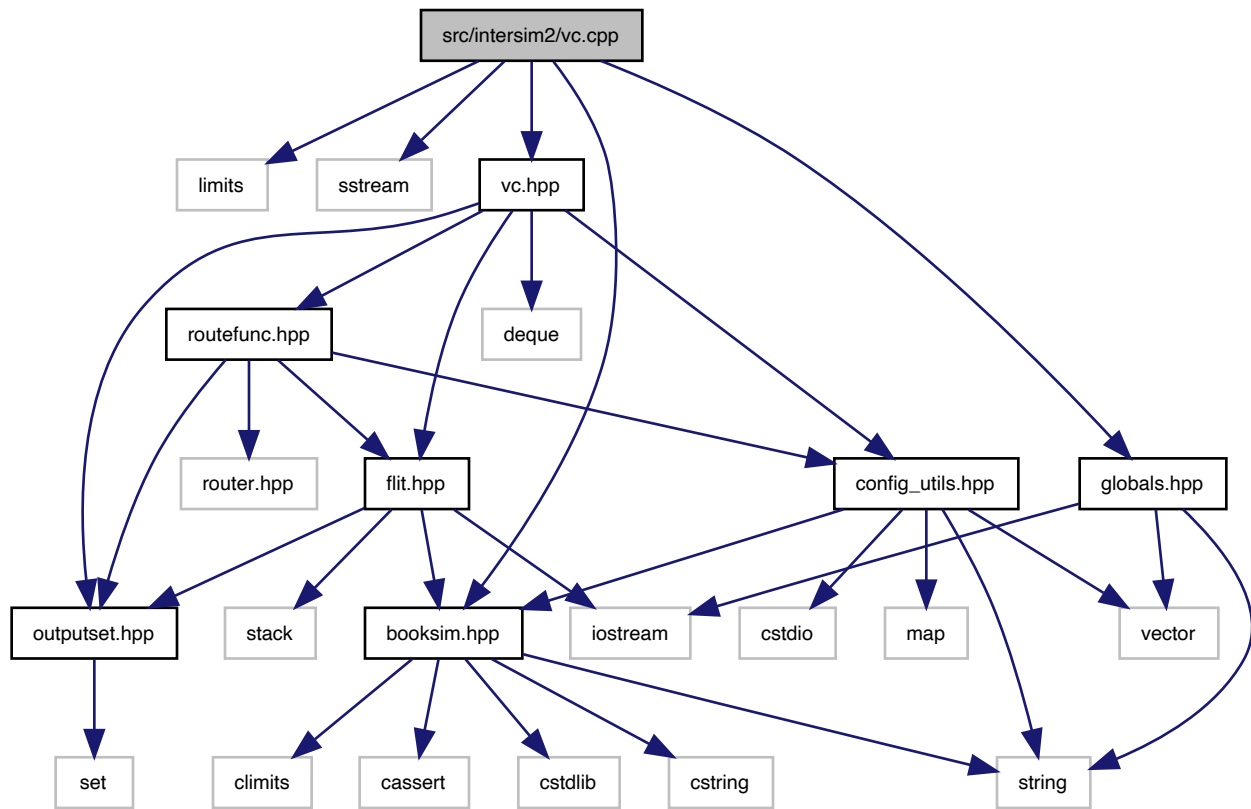 src/intersim2/vc.cpp
limits
sstream
vc.hpp
routefunc.hpp
deque
router.hpp
flit.hpp
config_utils.hpp
globals.hpp
outputset.hpp
stack
booksim.hpp
iostream
cstdio
map
vector
set
climits
cassert
cstdlib
cstring
string